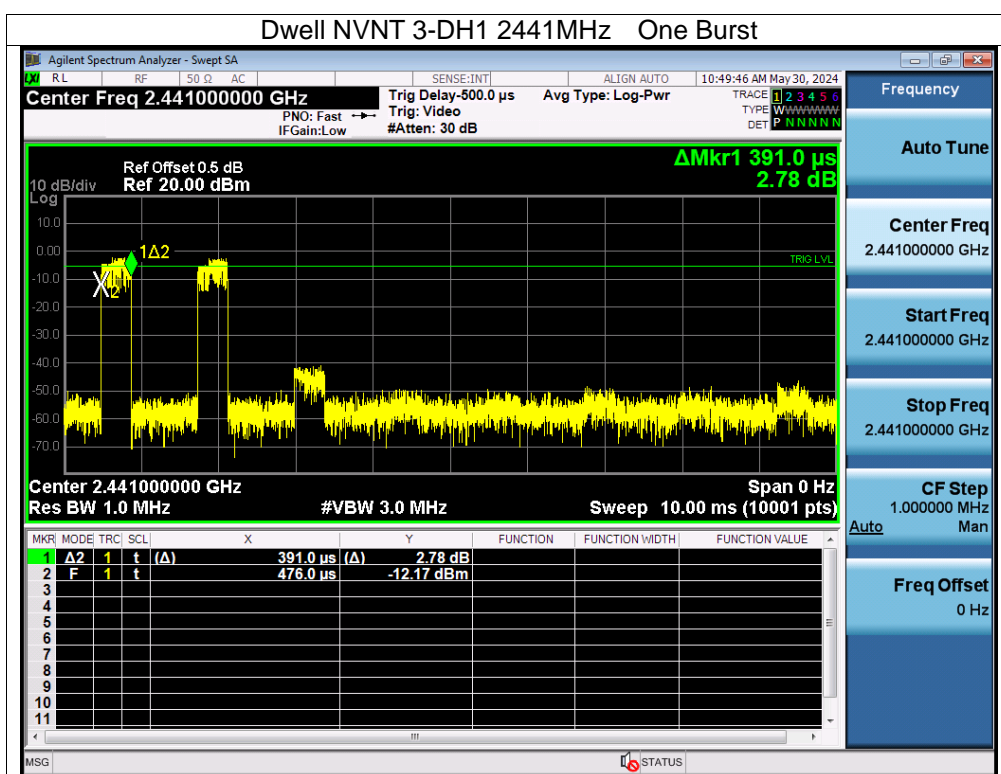 Dwell NVNT 3-DH1 2441MHz One Burst
Agilent Spectrum Analyzer - Swept SA
LXI RL RF 50 Ω AC SENSE:INT ALIGN AUTO 10:49:46 AM May 30, 2024
Center Freq 2.441000000 GHz
PNO: Fast
IFGain:Low
Trig Delay-500.0 µs
Trig: Video
#Atten: 30 dB
Avg Type: Log-Pwr
TRACE 1 2 3 4 5 6
TYPE WWWWWW
DET P N N N N N
ΔMkr1 391.0 µs
2.78 dB
Ref Offset 0.5 dB
10 dB/div Ref 20.00 dBm
Log
10.0
0.00
-10.0
-20.0
-30.0
-40.0
-50.0
-60.0
-70.0
1Δ2
X2
TRIG LVL
Center 2.441000000 GHz Span 0 Hz
Res BW 1.0 MHz #VBW 3.0 MHz Sweep 10.00 ms (10001 pts)
MKR MODE TRC SCL X Y FUNCTION FUNCTION WIDTH FUNCTION VALUE
1 Δ2 1 t (Δ) 391.0 µs (Δ) 2.78 dB
2 F 1 t 476.0 µs -12.17 dBm
3
4
5
6
7
8
9
10
11
MSG STATUS
Frequency
Auto Tune
Center Freq
2.441000000 GHz
Start Freq
2.441000000 GHz
Stop Freq
2.441000000 GHz
CF Step
1.000000 MHz
Auto Man
Freq Offset
0 Hz